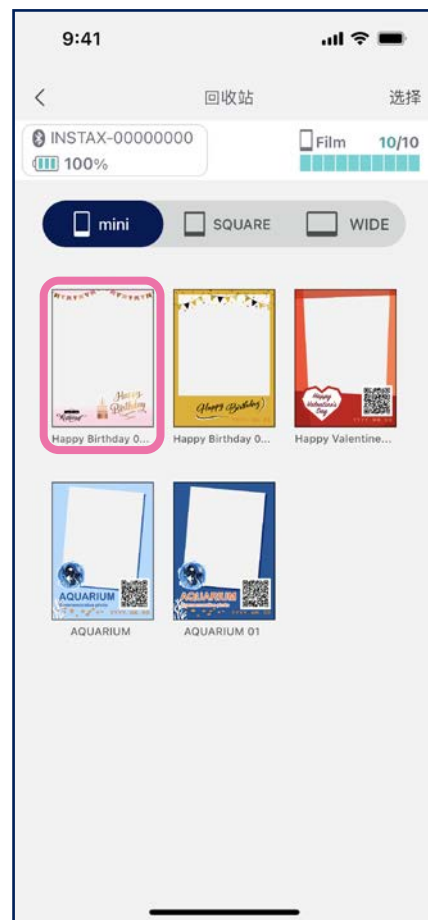 9:41
回收站
选择
INSTAX-00000000
100%
Film 10/10
mini
SQUARE
WIDE
Happy
Birthday
Happy Birthday
Happy
Valentine's
Day
Happy Birthday 0...
Happy Birthday 0...
Happy Valentine...
AQUARIUM
AQUARIUM
AQUARIUM
AQUARIUM 01